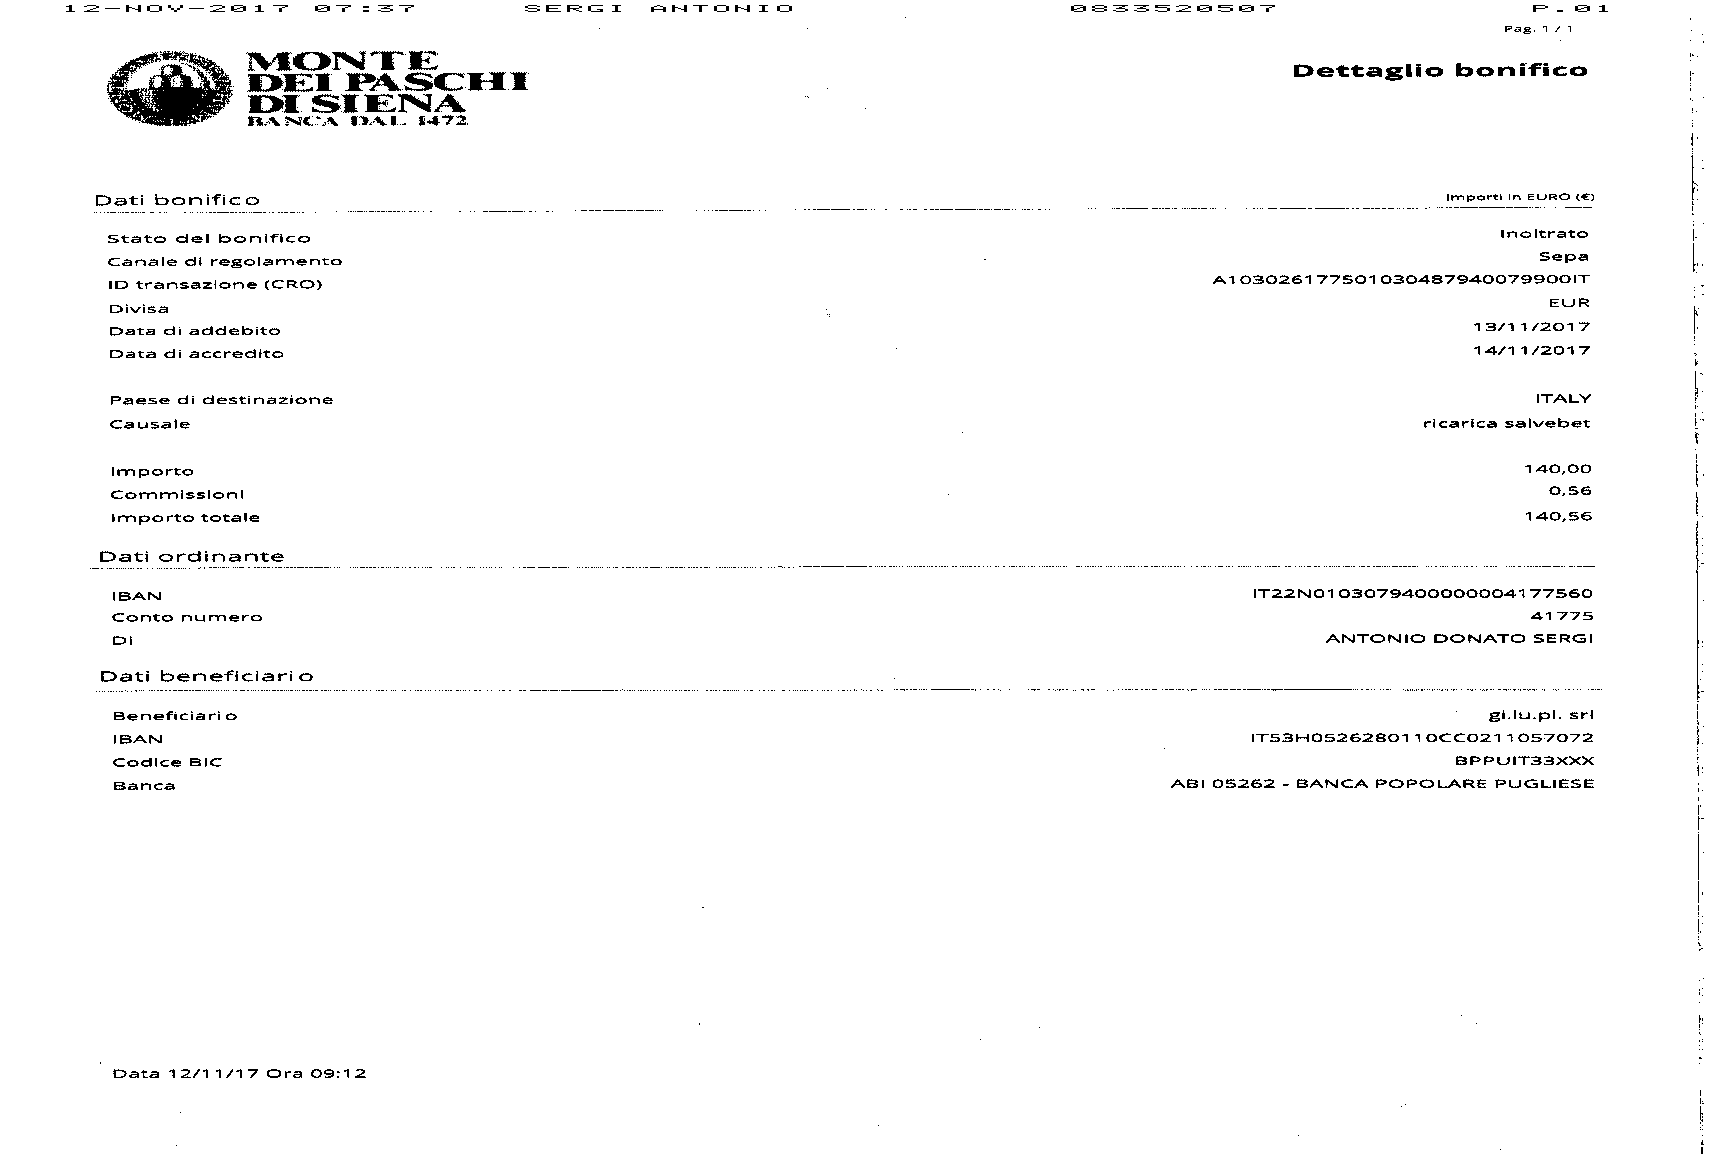 12-NOV-2017 07:37 SERGI ANTONIO 0833520507 P.01
Pag. 1 / 1
MONTE
DEI PASCHI
DI SIENA
BANCA DAL 1472
Dettaglio bonifico
Dati bonifico Importi in EURO (€)
Stato del bonifico Inoltrato
Canale di regolamento Sepa
ID transazione (CRO) A103026177501030487940079900IT
Divisa EUR
Data di addebito 13/11/2017
Data di accredito 14/11/2017
Paese di destinazione ITALY
Causale ricarica salvebet
Importo 140,00
Commissioni 0,56
Importo totale 140,56
Dati ordinante
IBAN IT22N0103079400000004177560
Conto numero 41775
Di ANTONIO DONATO SERGI
Dati beneficiario
Beneficiario gi.lu.pi. srl
IBAN IT53H0526280110CC0211057072
Codice BIC BPPUIT33XXX
Banca ABI 05262 - BANCA POPOLARE PUGLIESE
Data 12/11/17 Ora 09:12